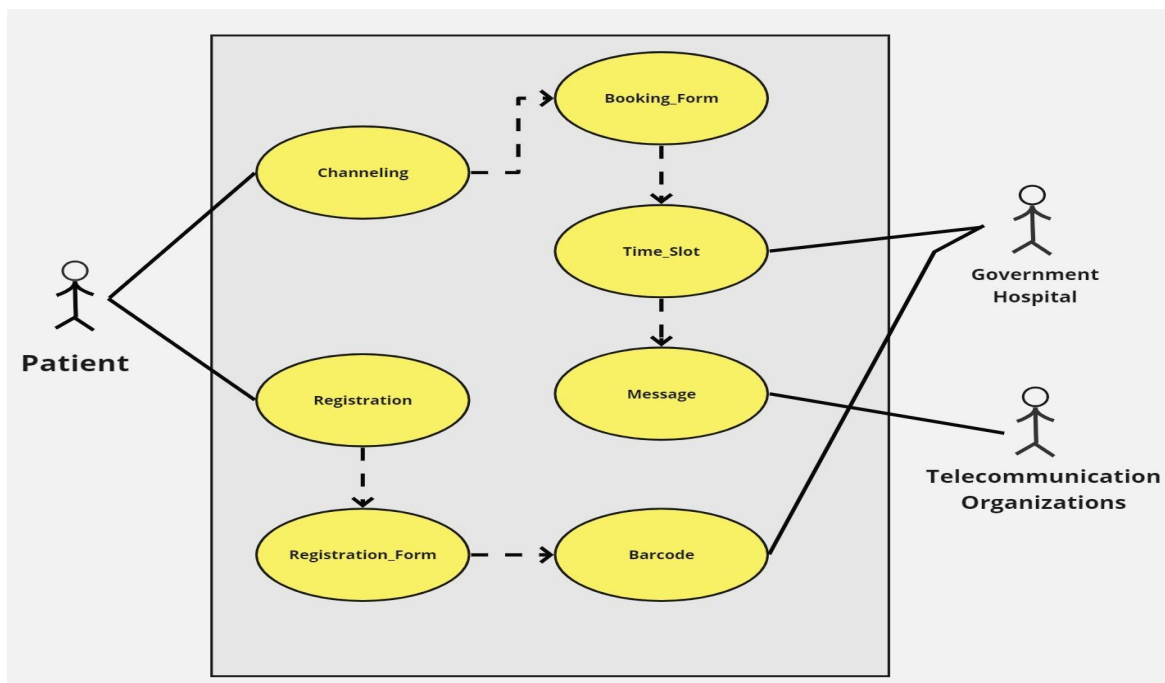 Booking_Form
Channeling
Time_Slot
Government
Hospital
Patient
Registration
Message
Telecommunication
Organizations
Registration_Form
Barcode